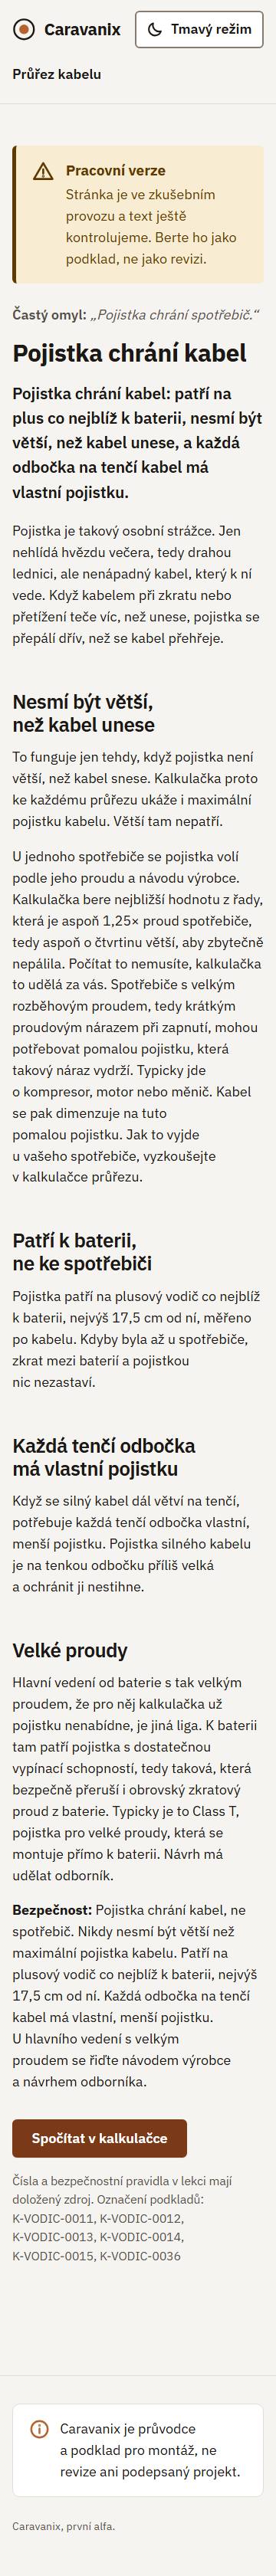 Caravanix
Tmavý režim
Průřez kabelu
Pracovní verze
Stránka je ve zkušebním
provozu a text ještě
kontrolujeme. Berte ho jako
podklad, ne jako revizi.
Častý omyl: „Pojistka chrání spotřebič.“
Pojistka chrání kabel
Pojistka chrání kabel: patří na
plus co nejblíž k baterii, nesmí být
větší, než kabel unese, a každá
odbočka na tenčí kabel má
vlastní pojistku.
Pojistka je takový osobní strážce. Jen
nehlídá hvězdu večera, tedy drahou
lednici, ale nenápadný kabel, který k ní
vede. Když kabelem při zkratu nebo
přetížení teče víc, než unese, pojistka se
přepálí dřív, než se kabel přehřeje.
Nesmí být větší,
než kabel unese
To funguje jen tehdy, když pojistka není
větší, než kabel snese. Kalkulačka proto
ke každému průřezu ukáže i maximální
pojistku kabelu. Větší tam nepatří.
U jednoho spotřebiče se pojistka volí
podle jeho proudu a návodu výrobce.
Kalkulačka bere nejbližší hodnotu z řady,
která je aspoň 1,25× proud spotřebiče,
tedy aspoň o čtvrtinu větší, aby zbytečně
nepálila. Počítat to nemusíte, kalkulačka
to udělá za vás. Spotřebiče s velkým
rozběhovým proudem, tedy krátkým
proudovým nárazem při zapnutí, mohou
potřebovat pomalou pojistku, která
takový náraz vydrží. Typicky jde
o kompresor, motor nebo měnič. Kabel
se pak dimenzuje na tuto
pomalou pojistku. Jak to vyjde
u vašeho spotřebiče, vyzkoušejte
v kalkulačce průřezu.
Patří k baterii,
ne ke spotřebiči
Pojistka patří na plusový vodič co nejblíž
k baterii, nejvýš 17,5 cm od ní, měřeno
po kabelu. Kdyby byla až u spotřebiče,
zkrat mezi baterií a pojistkou
nic nezastaví.
Každá tenčí odbočka
má vlastní pojistku
Když se silný kabel dál větví na tenčí,
potřebuje každá tenčí odbočka vlastní,
menší pojistku. Pojistka silného kabelu
je na tenkou odbočku příliš velká
a ochránit ji nestihne.
Velké proudy
Hlavní vedení od baterie s tak velkým
proudem, že pro něj kalkulačka už
pojistku nenabídne, je jiná liga. K baterii
tam patří pojistka s dostatečnou
vypínací schopností, tedy taková, která
bezpečně přeruší i obrovský zkratový
proud z baterie. Typicky je to Class T,
pojistka pro velké proudy, která se
montuje přímo k baterii. Návrh má
udělat odborník.
Bezpečnost: Pojistka chrání kabel, ne
spotřebič. Nikdy nesmí být větší než
maximální pojistka kabelu. Patří na
plusový vodič co nejblíž k baterii, nejvýš
17,5 cm od ní. Každá odbočka na tenčí
kabel má vlastní, menší pojistku.
U hlavního vedení s velkým
proudem se řiďte návodem výrobce
a návrhem odborníka.
Spočítat v kalkulačce
Čísla a bezpečnostní pravidla v lekci mají
doložený zdroj. Označení podkladů:
K-VODIC-0011, K-VODIC-0012,
K-VODIC-0013, K-VODIC-0014,
K-VODIC-0015, K-VODIC-0036
Caravanix je průvodce
a podklad pro montáž, ne
revize ani podepsaný projekt.
Caravanix, první alfa.